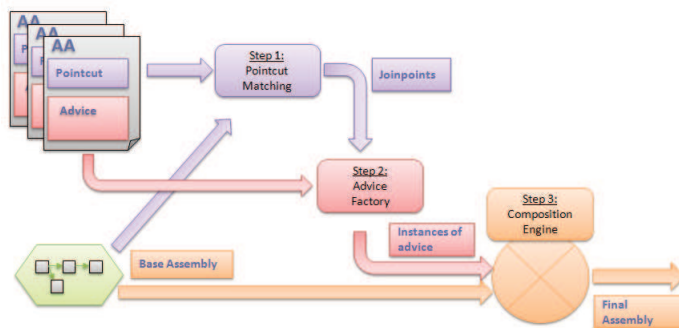 AA
AA
AA
Pointcut
Advice
Step 1:
Pointcut
Matching
Joinpoints
Step 2:
Advice
Factory
Step 3:
Composition
Engine
Instances of
advice
Base Assembly
Final
Assembly